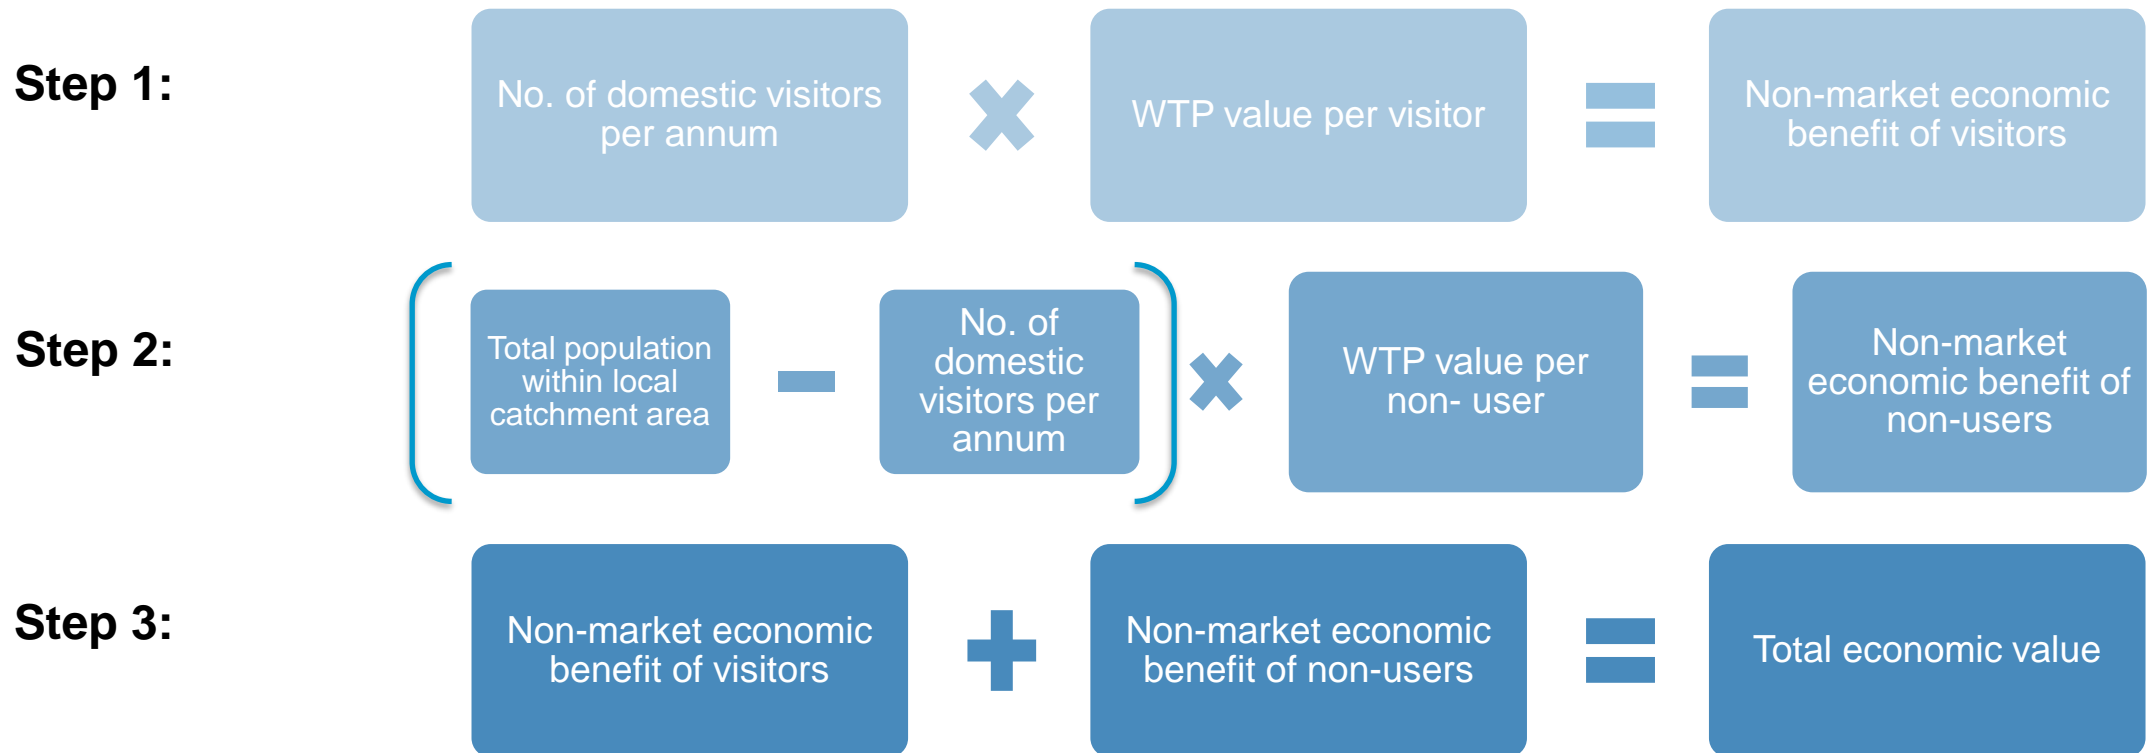 Step 1:
No. of domestic visitors
per annum
WTP value per visitor
Non-market economic
benefit of visitors
Step 2:
Total population
within local
catchment area
No. of
domestic
visitors per
annum
WTP value per
non- user
Non-market
economic benefit of
non-users
Step 3:
Non-market economic
benefit of visitors
Non-market economic
benefit of non-users
Total economic value